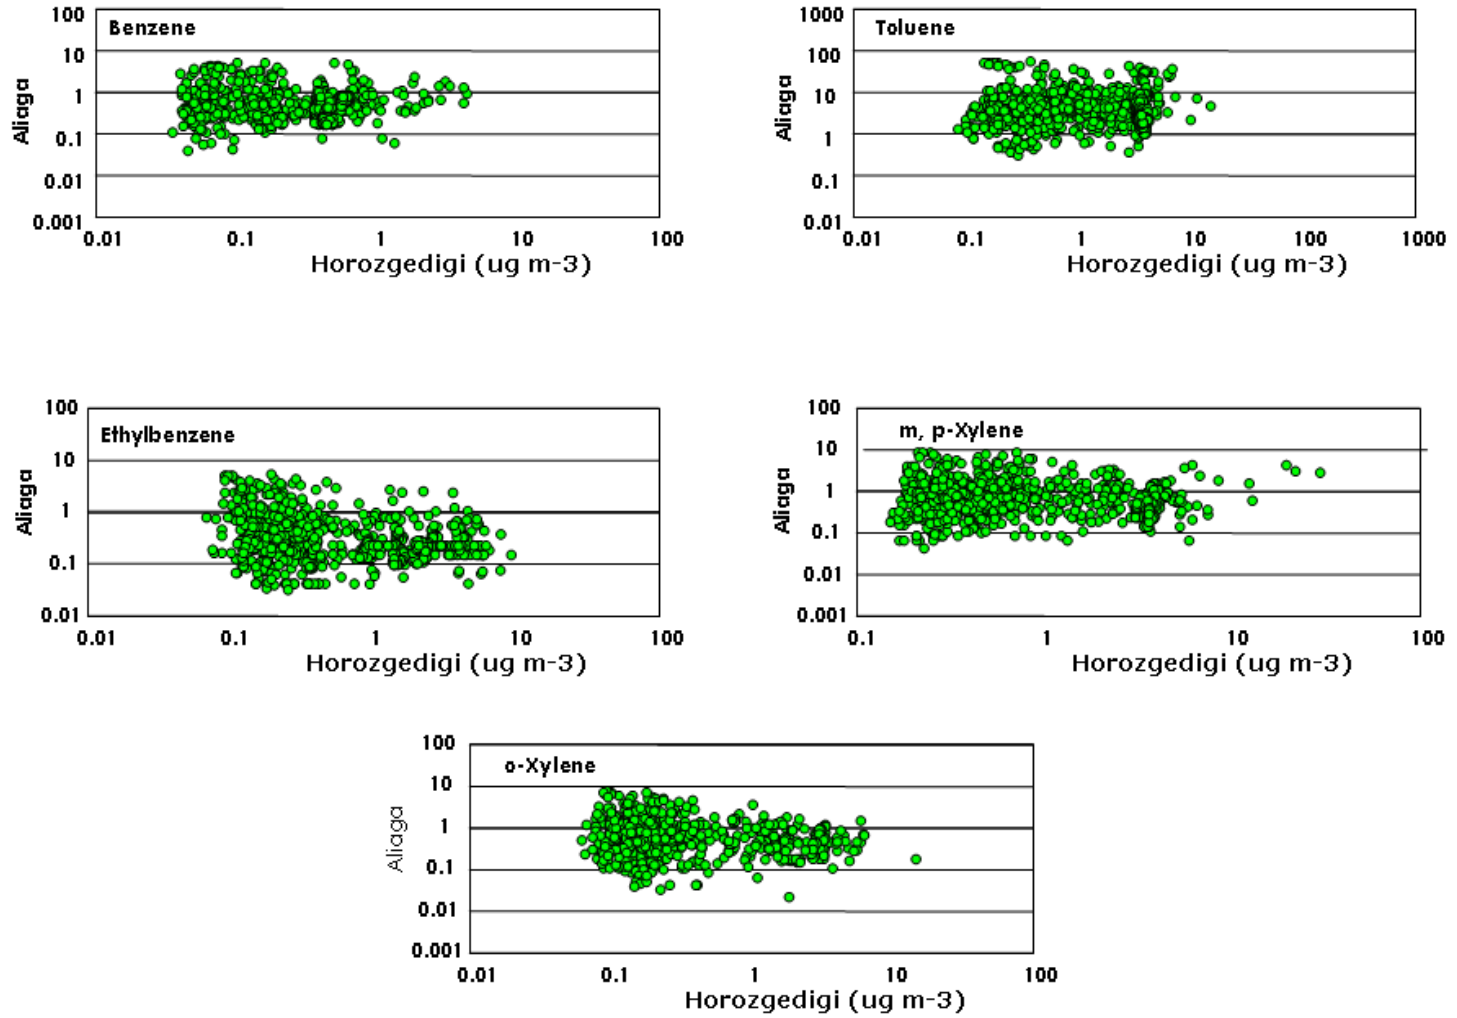 100
Benzene
10
1
0.1
0.01
0.001
Aliaga
0.01 0.1 1 10 100
Horozgedigi (ug m-3)
1000
Toluene
100
10
1
0.1
0.01
Aliaga
0.01 0.1 1 10 100 1000
Horozgedigi (ug m-3)
100
Ethylbenzene
10
1
0.1
0.01
Aliaga
0.01 0.1 1 10 100
Horozgedigi (ug m-3)
100
m, p-Xylene
10
1
0.1
0.01
0.001
Aliaga
0.1 1 10 100
Horozgedigi (ug m-3)
100
o-Xylene
10
1
0.1
0.01
0.001
Aliaga
0.01 0.1 1 10 100
Horozgedigi (ug m-3)